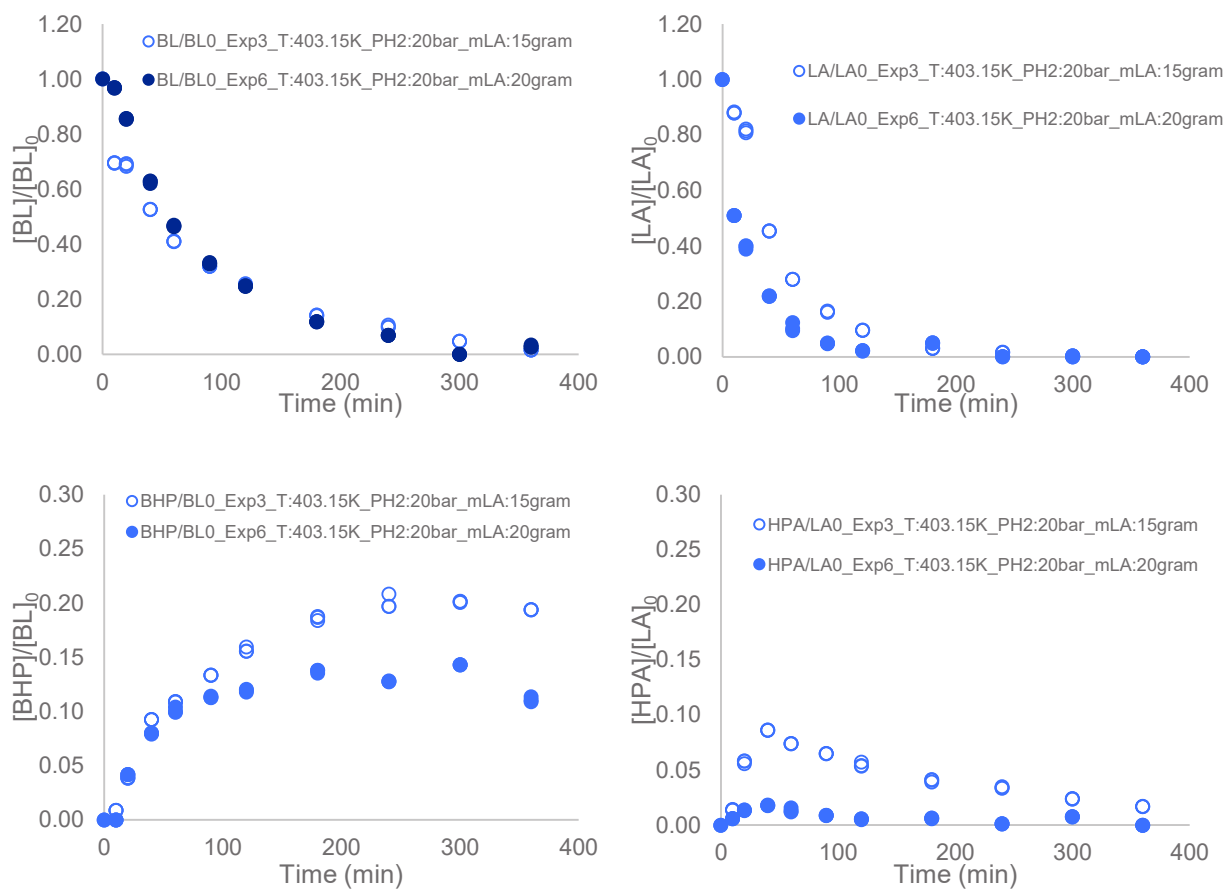 1.20
1.00
0.80
0.60
0.40
0.20
0.00
[BL]/[BL]0
BL/BL0_Exp3_T:403.15K_PH2:20bar_mLA:15gram
BL/BL0_Exp6_T:403.15K_PH2:20bar_mLA:20gram
0 100 200 300 400
Time (min)
1.20
1.00
0.80
0.60
0.40
0.20
0.00
[LA]/[LA]0
LA/LA0_Exp3_T:403.15K_PH2:20bar_mLA:15gram
LA/LA0_Exp6_T:403.15K_PH2:20bar_mLA:20gram
0 100 200 300 400
Time (min)
0.30
0.25
0.20
0.15
0.10
0.05
0.00
[BHP]/[BL]0
BHP/BL0_Exp3_T:403.15K_PH2:20bar_mLA:15gram
BHP/BL0_Exp6_T:403.15K_PH2:20bar_mLA:20gram
0 100 200 300 400
Time (min)
0.30
0.25
0.20
0.15
0.10
0.05
0.00
[HPA]/[LA]0
HPA/LA0_Exp3_T:403.15K_PH2:20bar_mLA:15gram
HPA/LA0_Exp6_T:403.15K_PH2:20bar_mLA:20gram
0 100 200 300 400
Time (min)